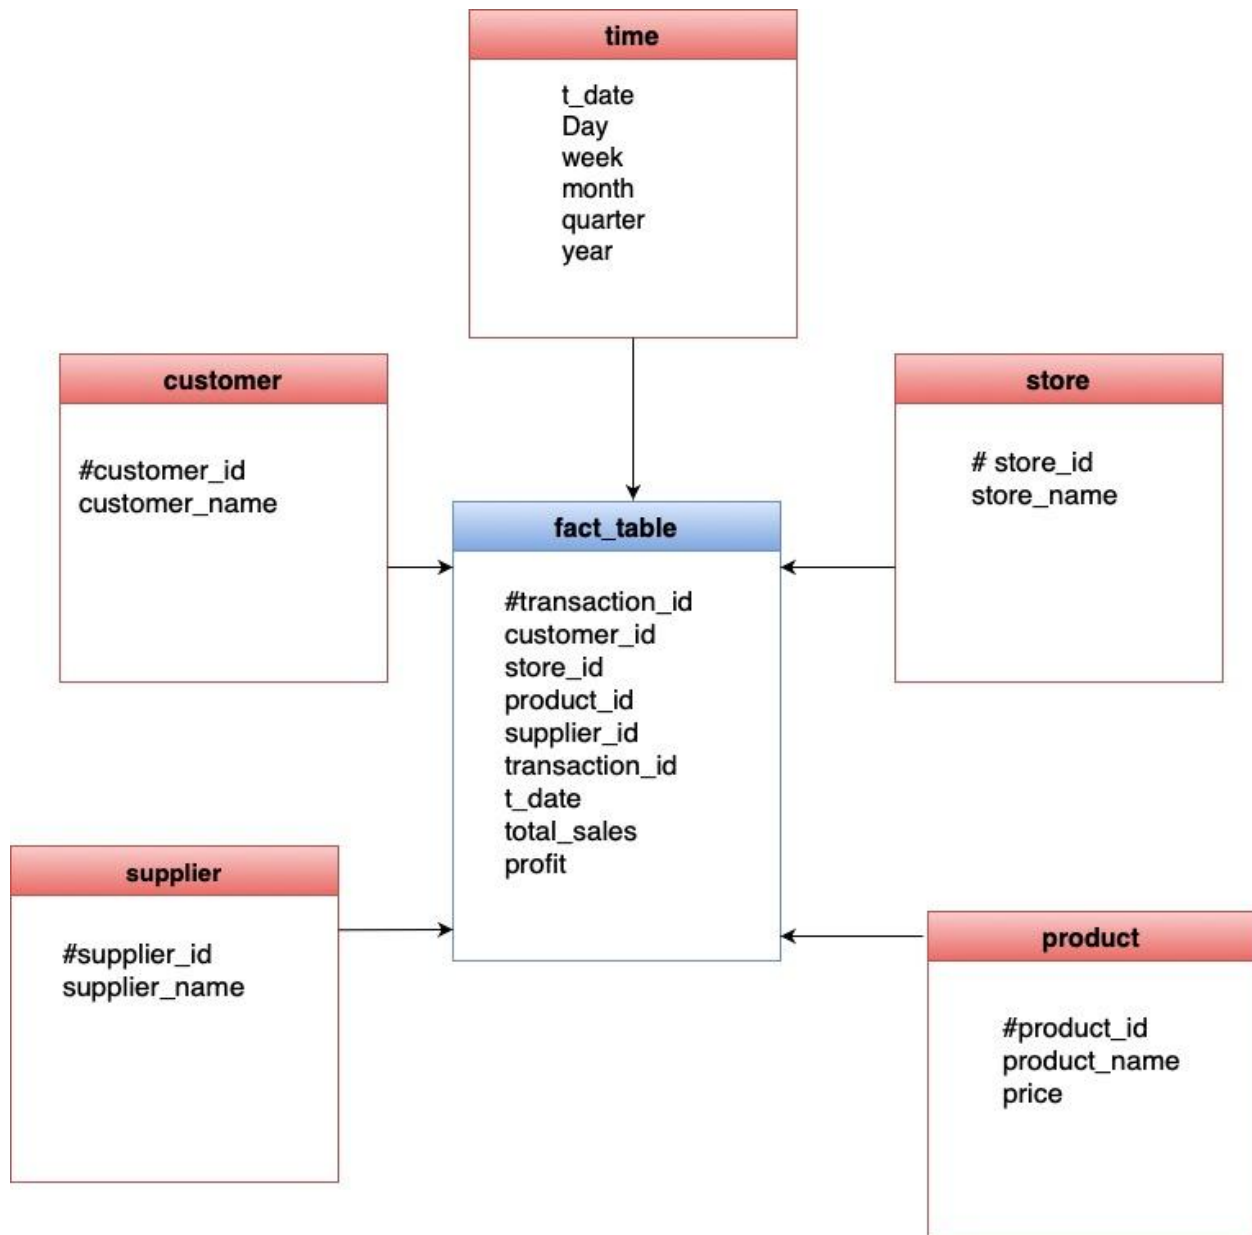 time
t_date
Day
week
month
quarter
year
customer
#customer_id
customer_name
store
# store_id
store_name
fact_table
#transaction_id
customer_id
store_id
product_id
supplier_id
transaction_id
t_date
total_sales
profit
supplier
#supplier_id
supplier_name
product
#product_id
product_name
price